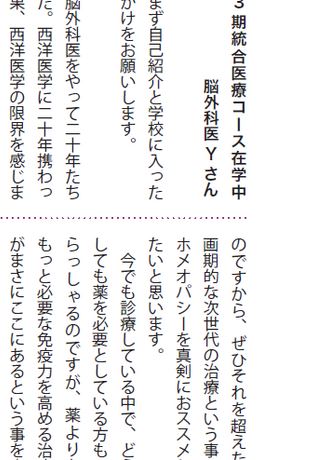 3期統合医療コース在学中
脳外科医 Y さん
まず自己紹介と学校に入った
かけをお願いします。
脳外科医をやって二十年たち
た。西洋医学に二十年携わっ
果、西洋医学の限界を感じま
のですから、ぜひそれを超えた
画期的な次世代の治療という事
ホメオパシーを真剣におススメ
たいと思います。
今でも診療している中で、ど
しても薬を必要としている方も
らっしゃるのですが、薬より
もっと必要な免疫力を高める治
がまさにここにあるという事を